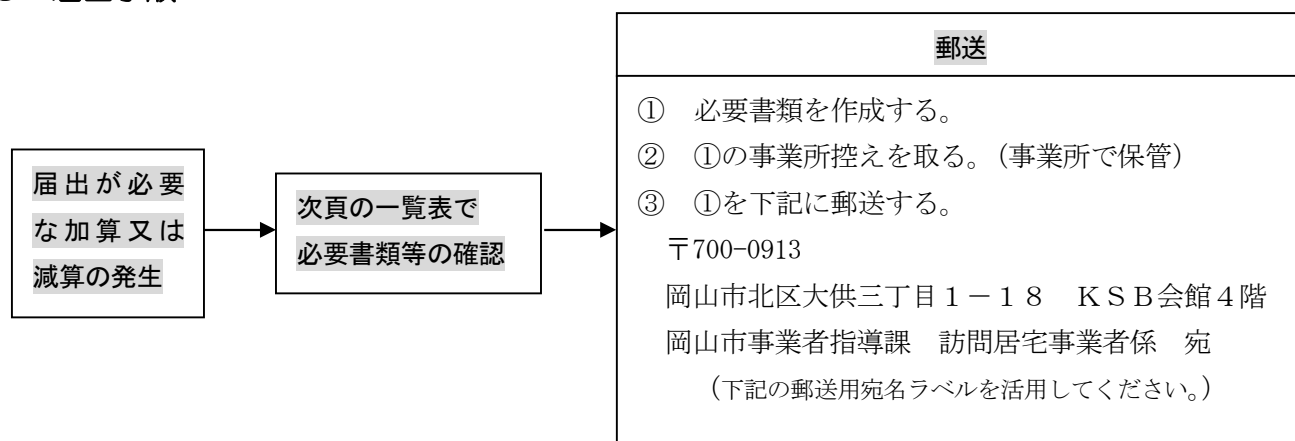 届出が必要
な加算又は
減算の発生
次頁の一覧表で
必要書類等の確認
郵送
①　必要書類を作成する。
②　①の事業所控えを取る。（事業所で保管）
③　①を下記に郵送する。
〒700-0913
岡山市北区大供三丁目１－１８　ＫＳＢ会館４階
岡山市事業者指導課　訪問居宅事業者係　宛
（下記の郵送用宛名ラベルを活用してください。）